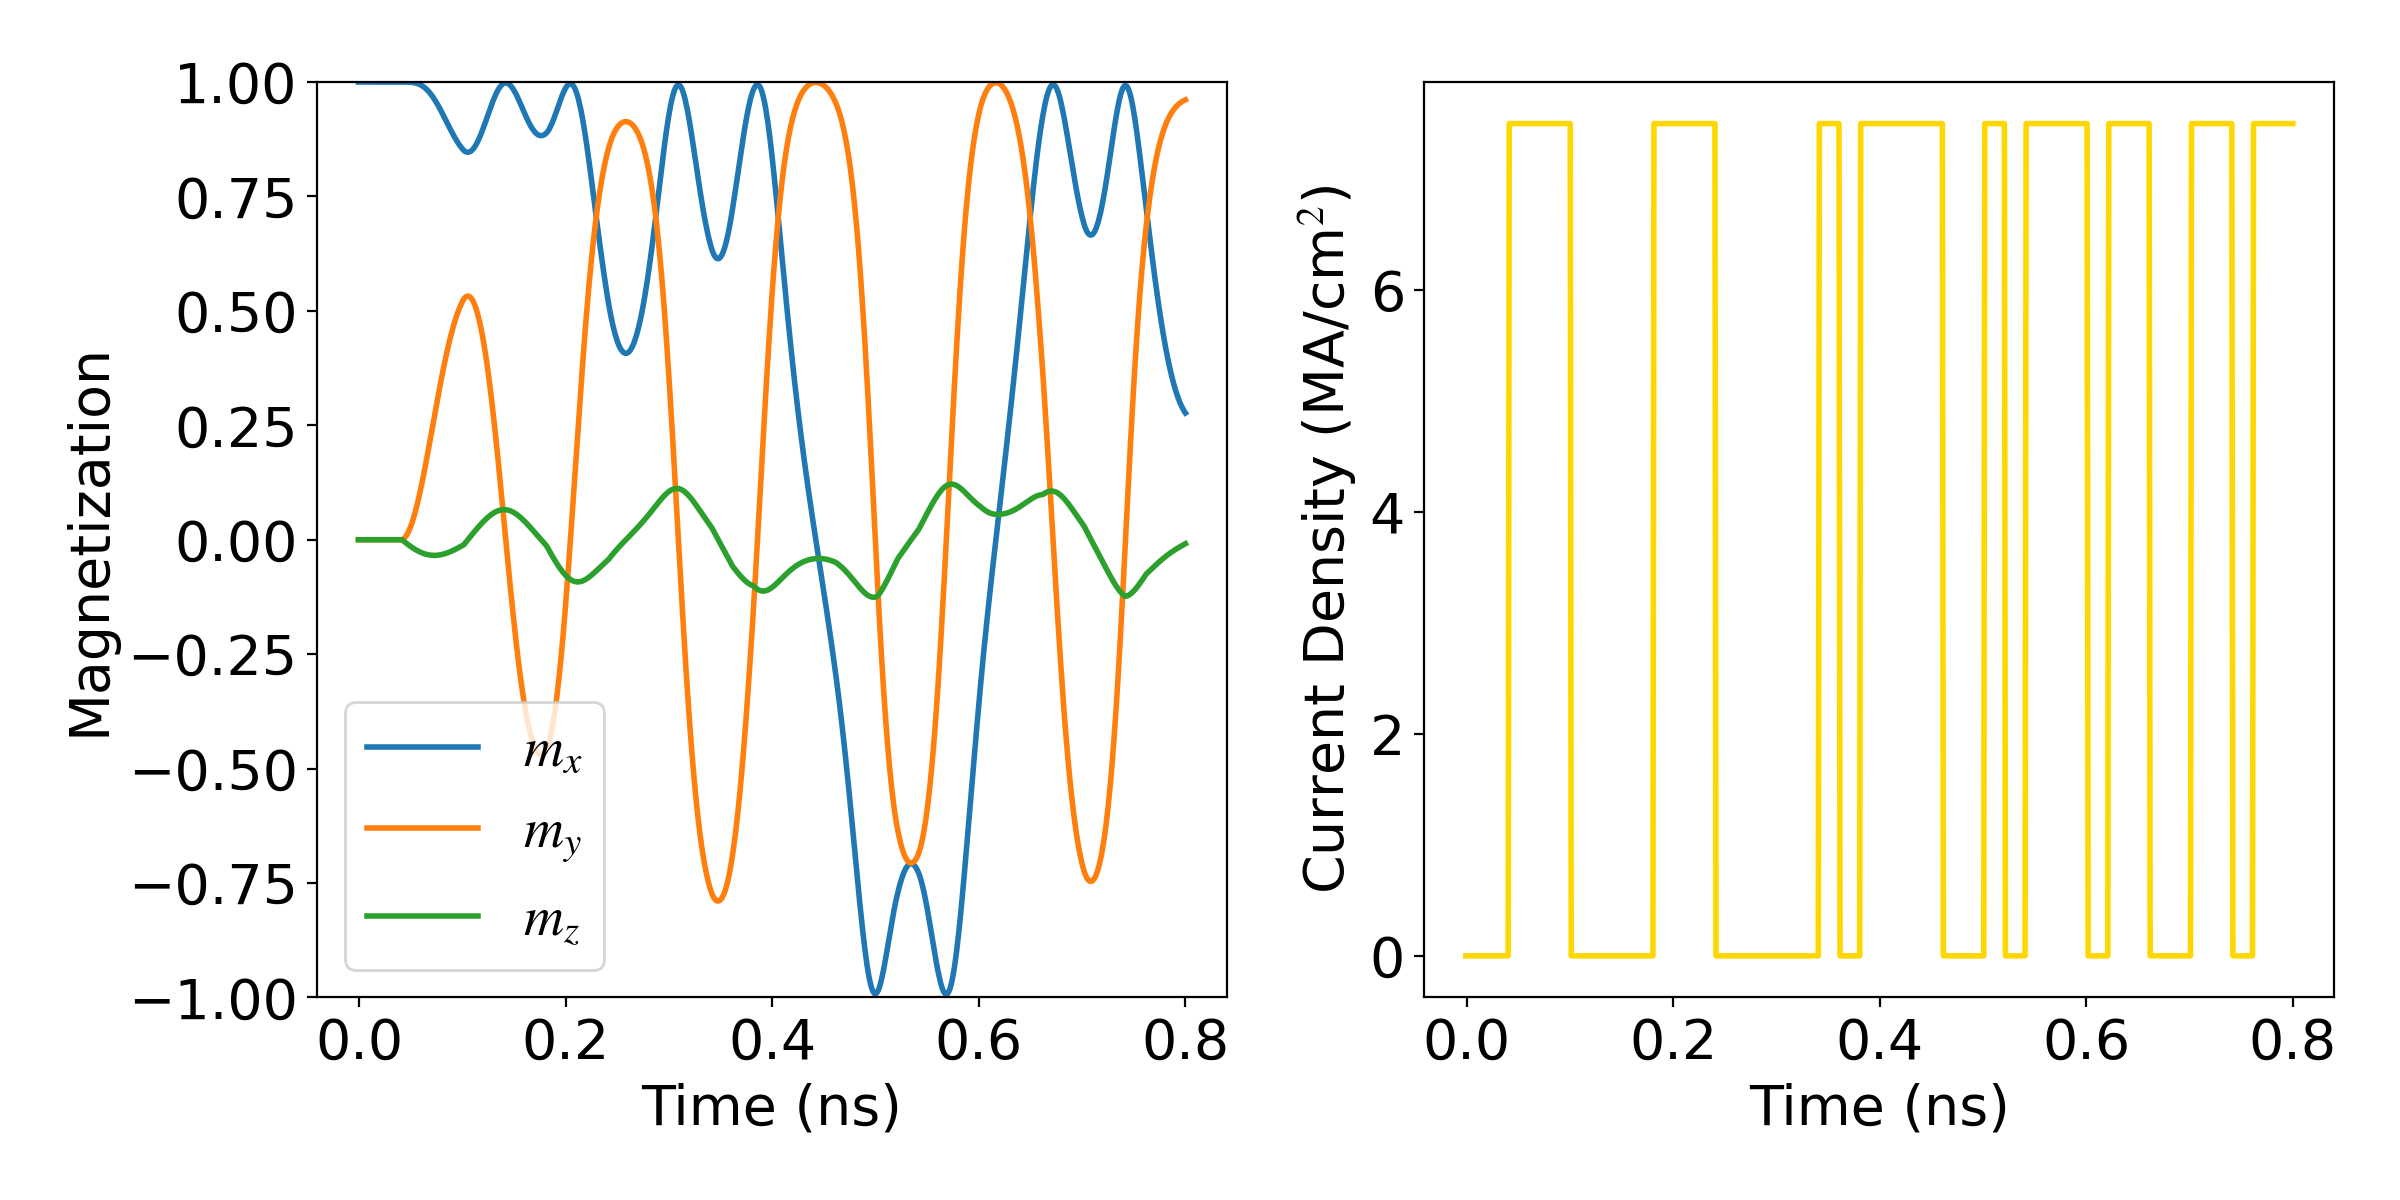 1.00
0.75
0.50
0.25
0.00
−0.25
−0.50
−0.75
−1.00
Magnetization
m_x
m_y
m_z
0.0 0.2 0.4 0.6 0.8
Time (ns)
6
4
2
0
Current Density (MA/cm²)
0.0 0.2 0.4 0.6 0.8
Time (ns)